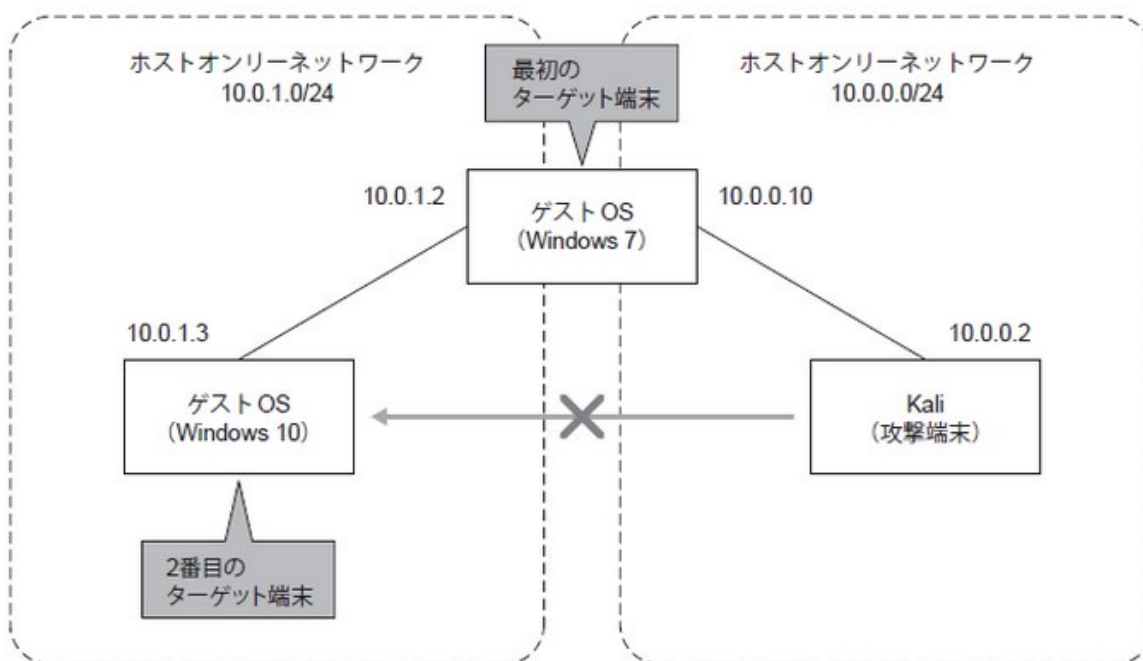 ホストオンリーネットワーク
10.0.1.0/24
最初の
ターゲット端末
ホストオンリーネットワーク
10.0.0.0/24
10.0.1.2
ゲスト OS
(Windows 7)
10.0.0.10
10.0.1.3
ゲスト OS
(Windows 10)
10.0.0.2
Kali
(攻撃端末)
2番目の
ターゲット端末